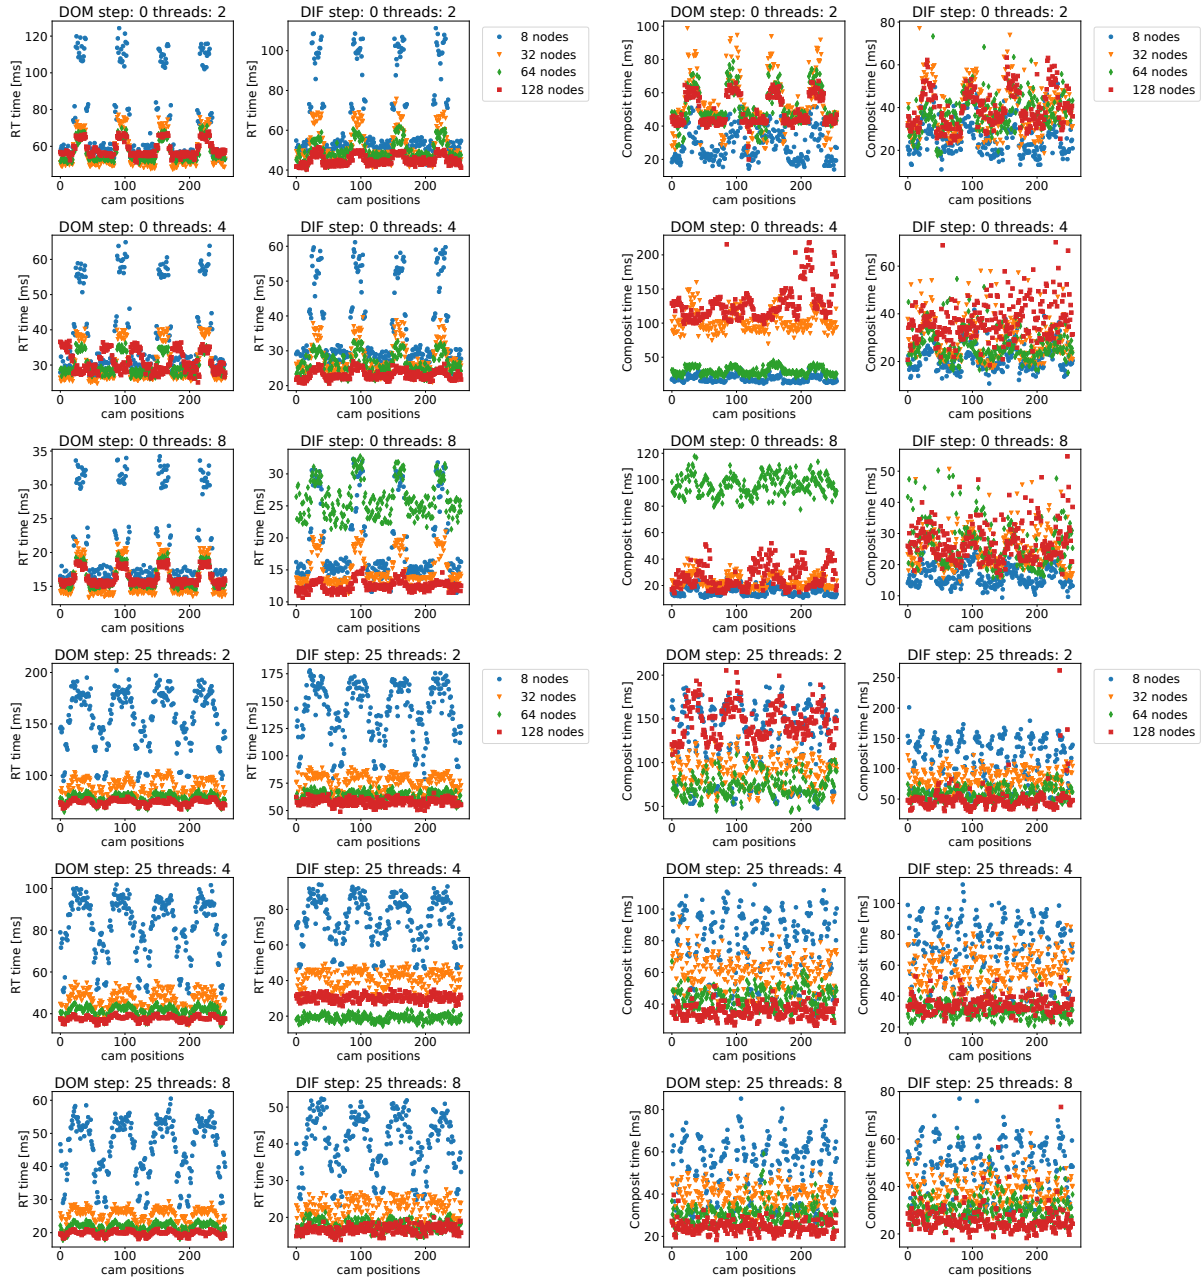 DOM step: 0 threads: 2
DIF step: 0 threads: 2
DOM step: 0 threads: 2
DIF step: 0 threads: 2
RT time [ms]
120
100
80
60
0 100 200
cam positions
RT time [ms]
100
80
60
40
0 200
cam positions
8 nodes
32 nodes
64 nodes
128 nodes
Composit time [ms]
100
80
60
40
20
0 100 200
cam positions
Composit time [ms]
80
60
40
20
0 200
cam positions
8 nodes
32 nodes
64 nodes
128 nodes
DOM step: 0 threads: 4
DIF step: 0 threads: 4
DOM step: 0 threads: 4
DIF step: 0 threads: 4
RT time [ms]
60
50
40
30
0 100 200
cam positions
RT time [ms]
60
50
40
30
20
0 200
cam positions
Composit time [ms]
200
150
100
50
0 100 200
cam positions
Composit time [ms]
60
40
20
0 200
cam positions
DOM step: 0 threads: 8
DIF step: 0 threads: 8
DOM step: 0 threads: 8
DIF step: 0 threads: 8
RT time [ms]
35
30
25
20
15
0 100 200
cam positions
RT time [ms]
30
25
20
15
10
0 200
cam positions
Composit time [ms]
120
100
80
60
40
20
0 100 200
cam positions
Composit time [ms]
50
40
30
20
10
0 200
cam positions
DOM step: 25 threads: 2
DIF step: 25 threads: 2
DOM step: 25 threads: 2
DIF step: 25 threads: 2
RT time [ms]
200
150
100
0 100 200
cam positions
RT time [ms]
175
150
125
100
75
50
0 200
cam positions
8 nodes
32 nodes
64 nodes
128 nodes
Composit time [ms]
200
150
100
50
0 100 200
cam positions
Composit time [ms]
250
200
150
100
50
0 200
cam positions
8 nodes
32 nodes
64 nodes
128 nodes
DOM step: 25 threads: 4
DIF step: 25 threads: 4
DOM step: 25 threads: 4
DIF step: 25 threads: 4
RT time [ms]
100
80
60
40
0 100 200
cam positions
RT time [ms]
80
60
40
20
0 200
cam positions
Composit time [ms]
100
80
60
40
0 100 200
cam positions
Composit time [ms]
100
80
60
40
20
0 200
cam positions
DOM step: 25 threads: 8
DIF step: 25 threads: 8
DOM step: 25 threads: 8
DIF step: 25 threads: 8
RT time [ms]
60
50
40
30
20
0 100 200
cam positions
RT time [ms]
50
40
30
20
0 200
cam positions
Composit time [ms]
80
60
40
20
0 100 200
cam positions
Composit time [ms]
80
60
40
20
0 200
cam positions